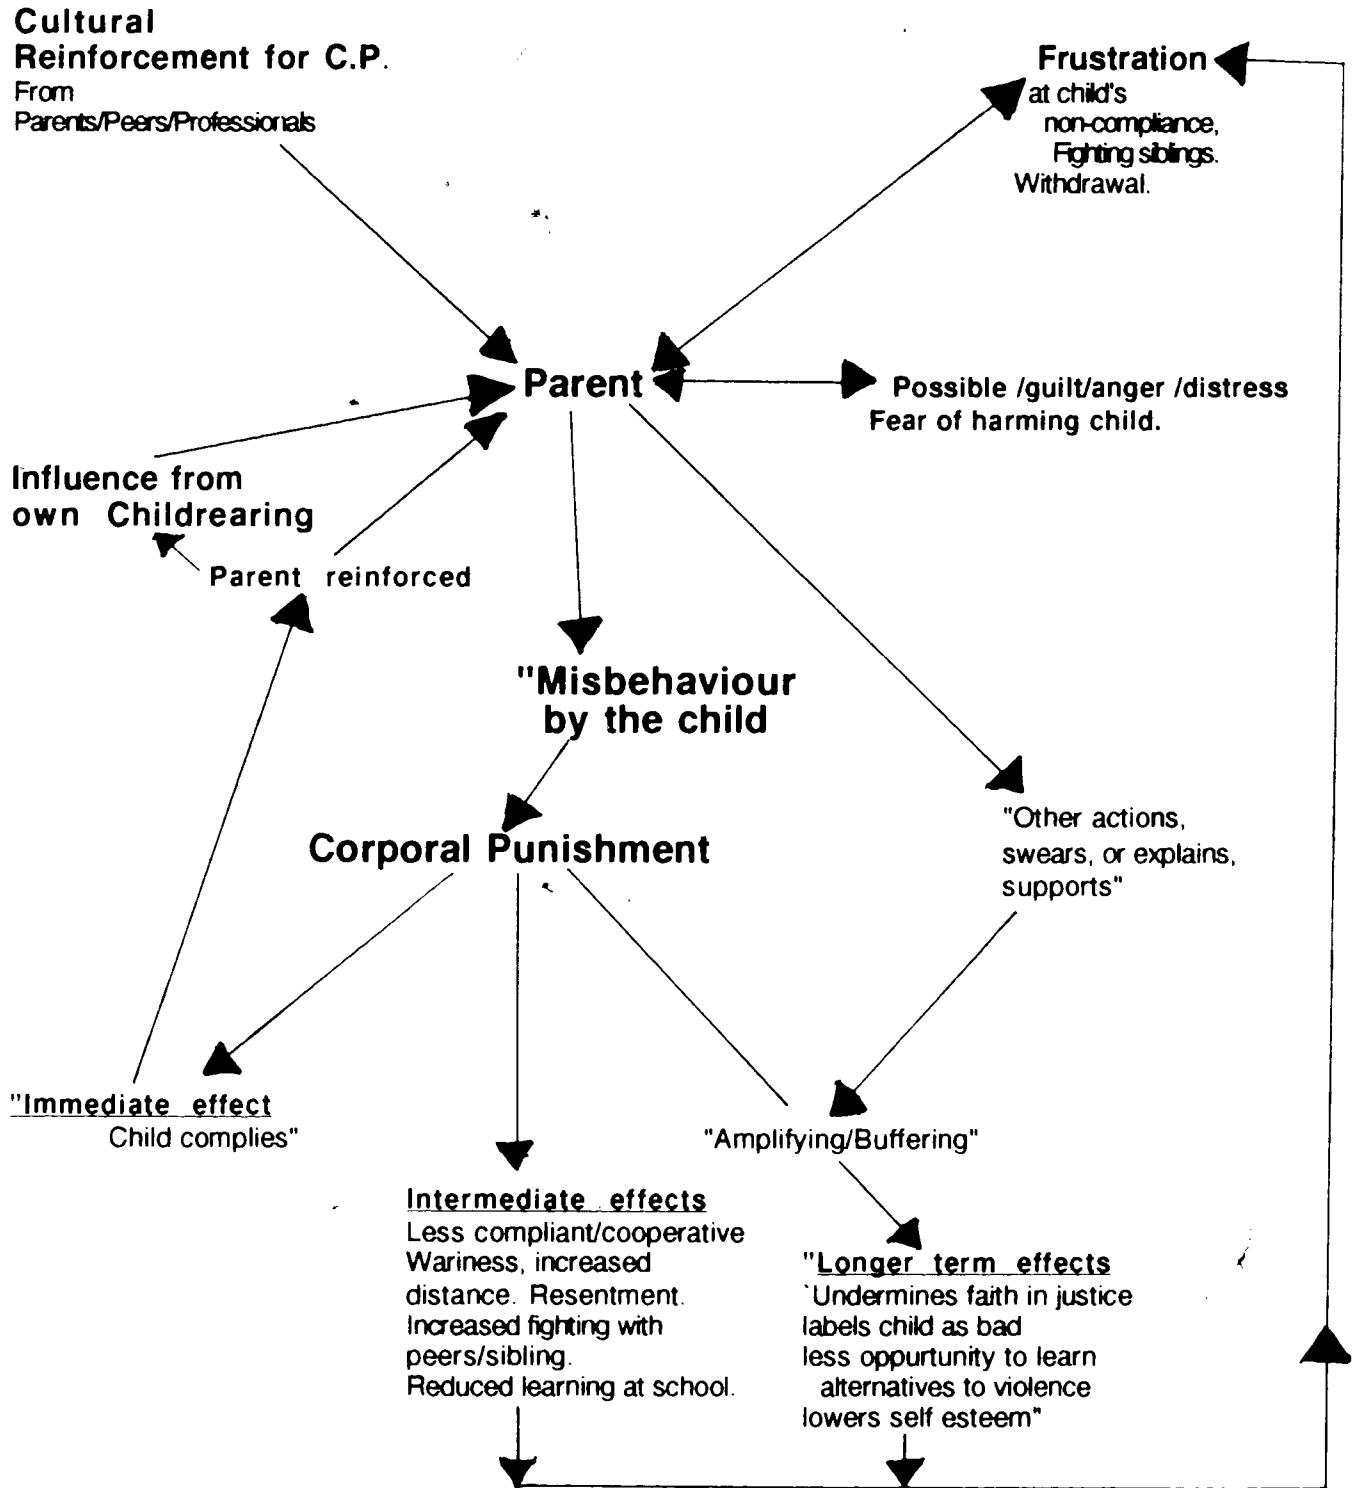 Cultural
Reinforcement for C.P.
From
Parents/Peers/Professionals
Frustration
at child's
non-compliance,
Fighting siblings.
Withdrawal.
Parent
Possible /guilt/anger /distress
Fear of harming child.
Influence from
own Childrearing
Parent reinforced
"Misbehaviour
by the child
Corporal Punishment
"Other actions,
swears, or explains,
supports"
"Immediate effect
Child complies"
"Amplifying/Buffering"
Intermediate effects
Less compliant/cooperative
Wariness, increased
distance. Resentment.
Increased fighting with
peers/sibling.
Reduced learning at school.
"Longer term effects
'Undermines faith in justice
labels child as bad
less oppurtunity to learn
alternatives to violence
lowers self esteem"